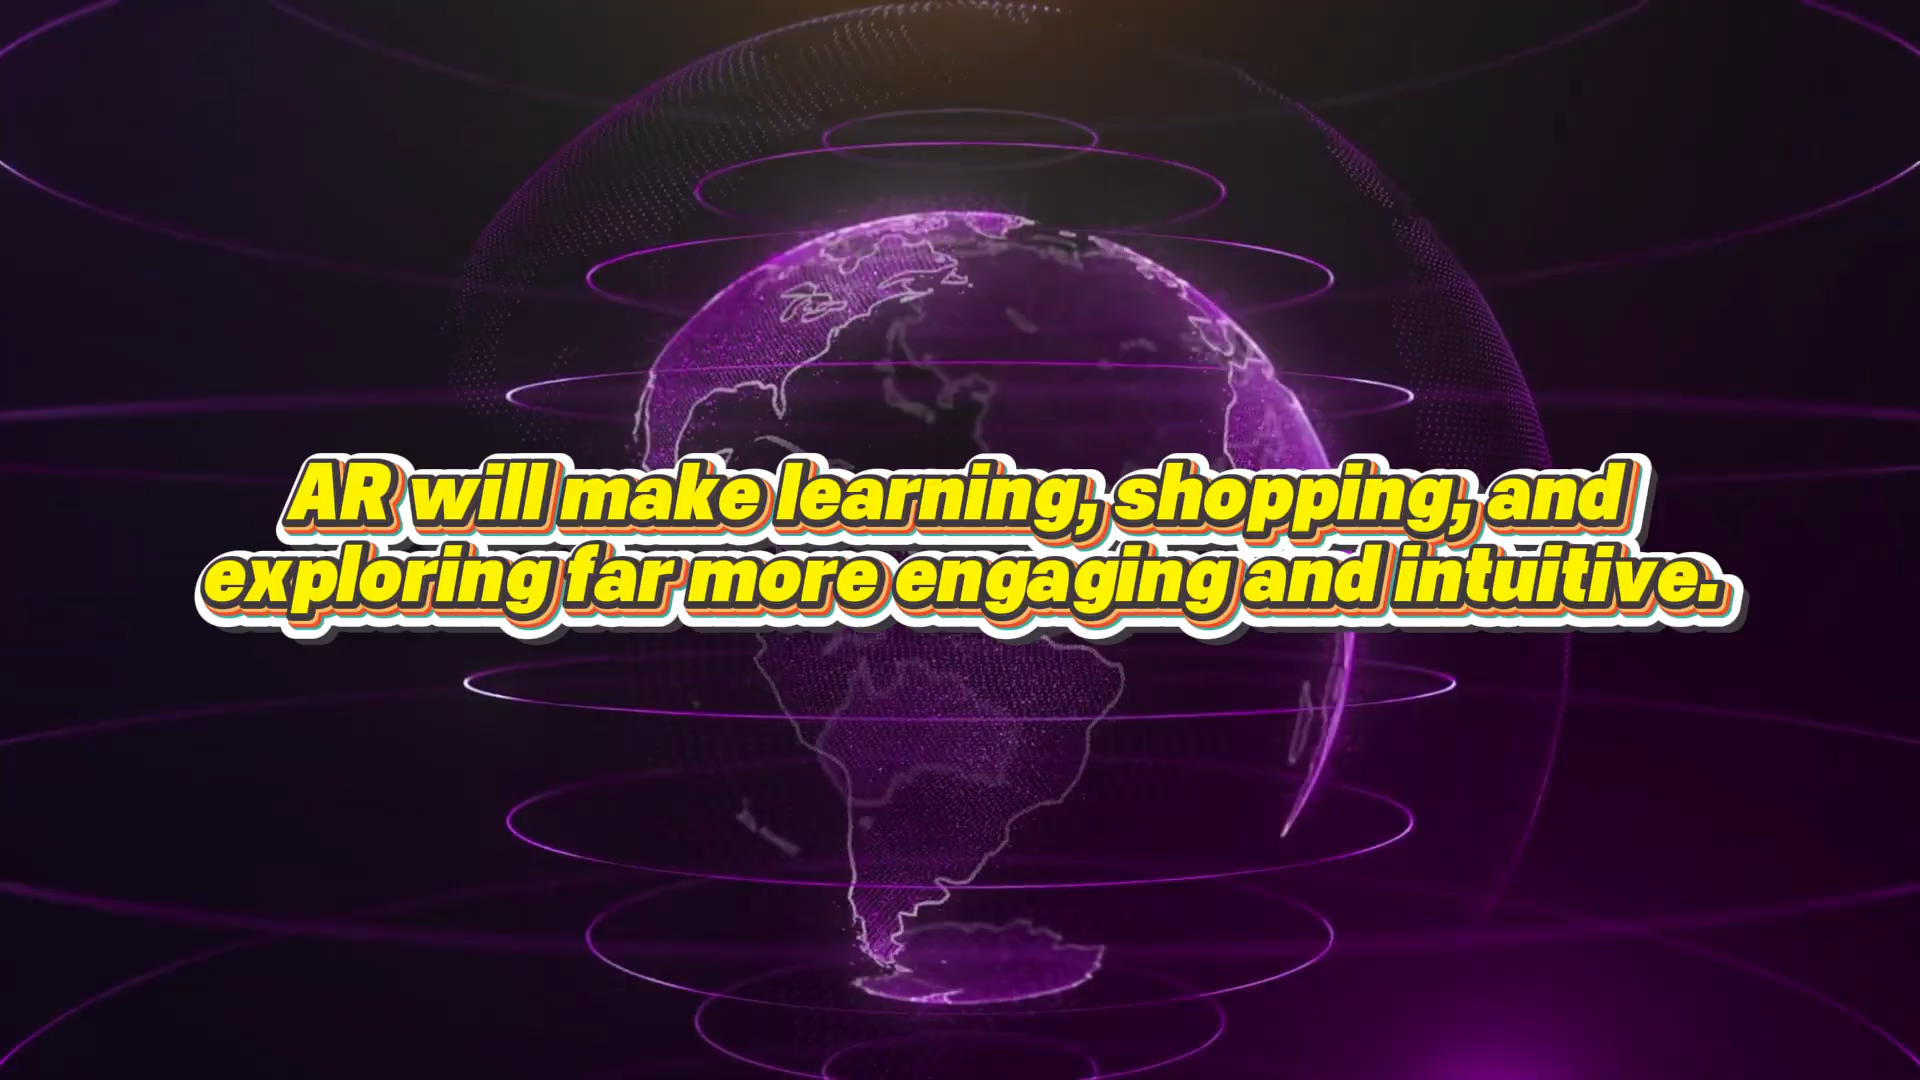 AR will make learning, shopping, and
exploring far more engaging and intuitive.